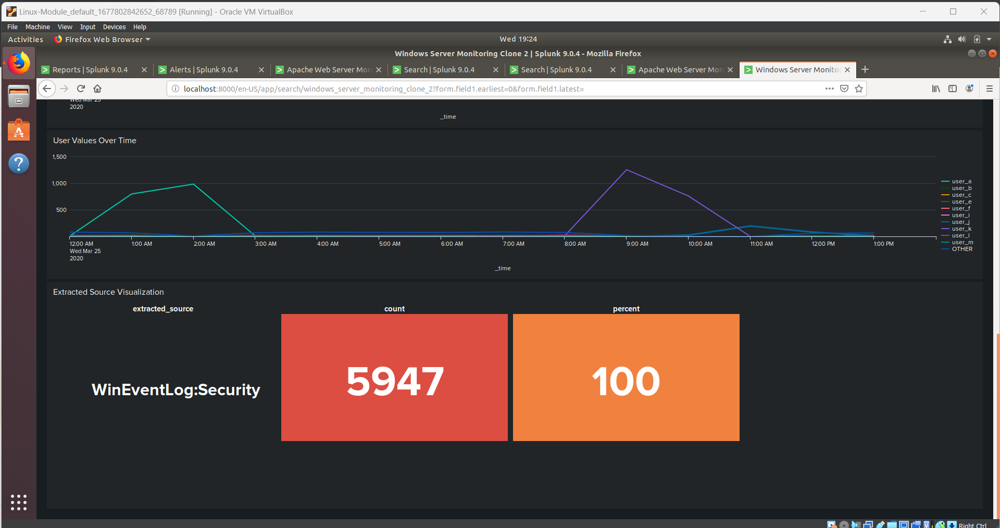 Linux-Module_default_1677802842652_68789 [Running] - Oracle VM VirtualBox
File Machine View Input Devices Help
Activities Firefox Web Browser Wed 19:24
Windows Server Monitoring Clone 2 | Splunk 9.0.4 - Mozilla Firefox
Reports | Splunk 9.0.4 Alerts | Splunk 9.0.4 Apache Web Server Mon Search | Splunk 9.0.4 Search | Splunk 9.0.4 Apache Web Server Mon Windows Server Monitor
localhost:8000/en-US/app/search/windows_server_monitoring_clone_2?form.field1.earliest=0&form.field1.latest=
Wed Mar 25
2020
_time
User Values Over Time
1,500
1,000
500
12:00 AM 1:00 AM 2:00 AM 3:00 AM 4:00 AM 5:00 AM 6:00 AM 7:00 AM 8:00 AM 9:00 AM 10:00 AM 11:00 AM 12:00 PM 1:00 PM
Wed Mar 25
2020
_time
user_a
user_b
user_c
user_e
user_f
user_i
user_j
user_k
user_l
user_m
OTHER
Extracted Source Visualization
extracted_source count percent
WinEventLog:Security 5947 100
Right Ctrl